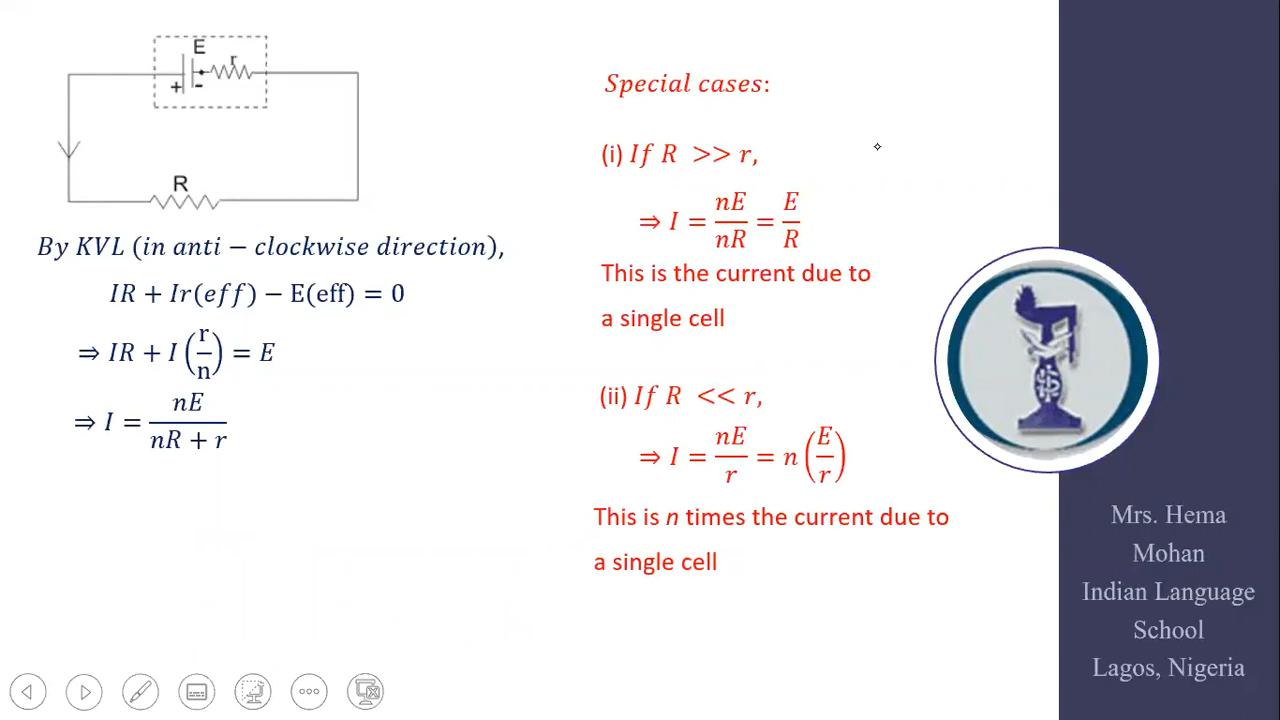 E
r
+
-
R
By KVL (in anti − clockwise direction),
IR + Ir(eff) − E(eff) = 0
⇒ IR + I (r/n) = E
⇒ I = nE/(nR + r)
Special cases:
(i) If R >> r,
⇒ I = nE/nR = E/R
This is the current due to
a single cell
(ii) If R << r,
⇒ I = nE/r = n(E/r)
This is n times the current due to
a single cell
Mrs. Hema
Mohan
Indian Language
School
Lagos, Nigeria